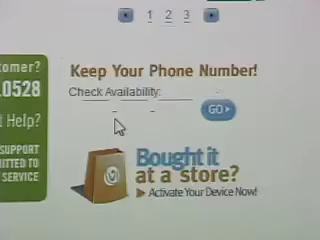 1 2 3
tomer?
.0528
Help?
SUPPORT
MITTED TO
SERVICE
Keep Your Phone Number!
Check Availability:
- -
GO
Bought it
at a store?
Activate Your Device Now!